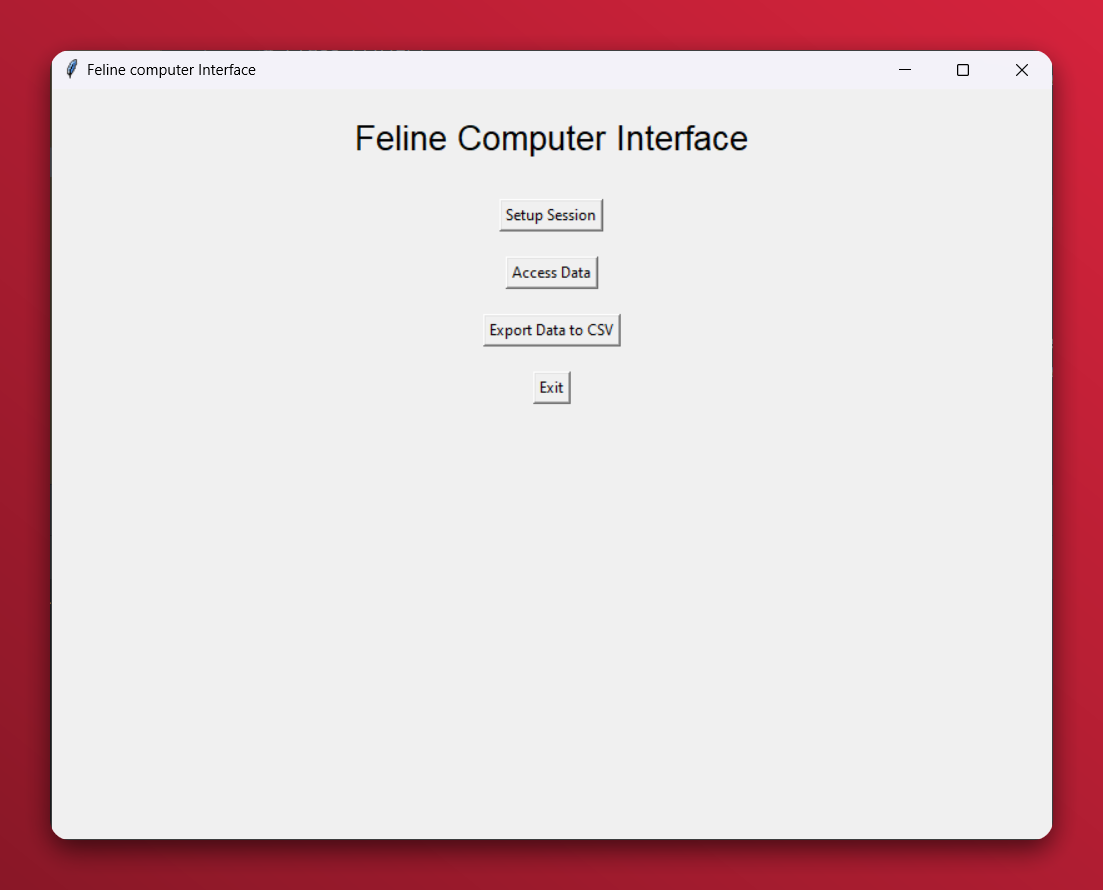 Feline computer Interface
Feline Computer Interface
Setup Session
Access Data
Export Data to CSV
Exit